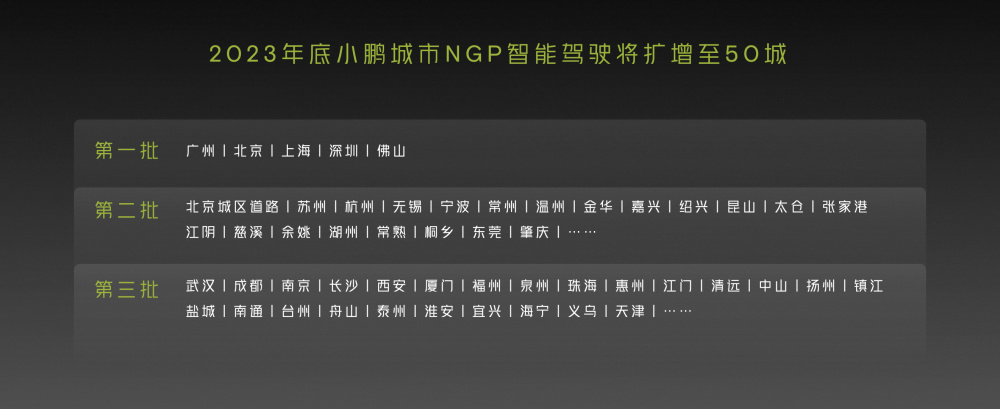 2023年底小鹏城市NGP智能驾驶将扩增至50城
第一批 广州｜北京｜上海｜深圳｜佛山
第二批 北京城区道路｜苏州｜杭州｜无锡｜宁波｜常州｜温州｜金华｜嘉兴｜绍兴｜昆山｜太仓｜张家港
江阴｜慈溪｜余姚｜湖州｜常熟｜桐乡｜东莞｜肇庆｜……
第三批 武汉｜成都｜南京｜长沙｜西安｜厦门｜福州｜泉州｜珠海｜惠州｜江门｜清远｜中山｜扬州｜镇江
盐城｜南通｜台州｜舟山｜泰州｜淮安｜宜兴｜海宁｜义乌｜天津｜……